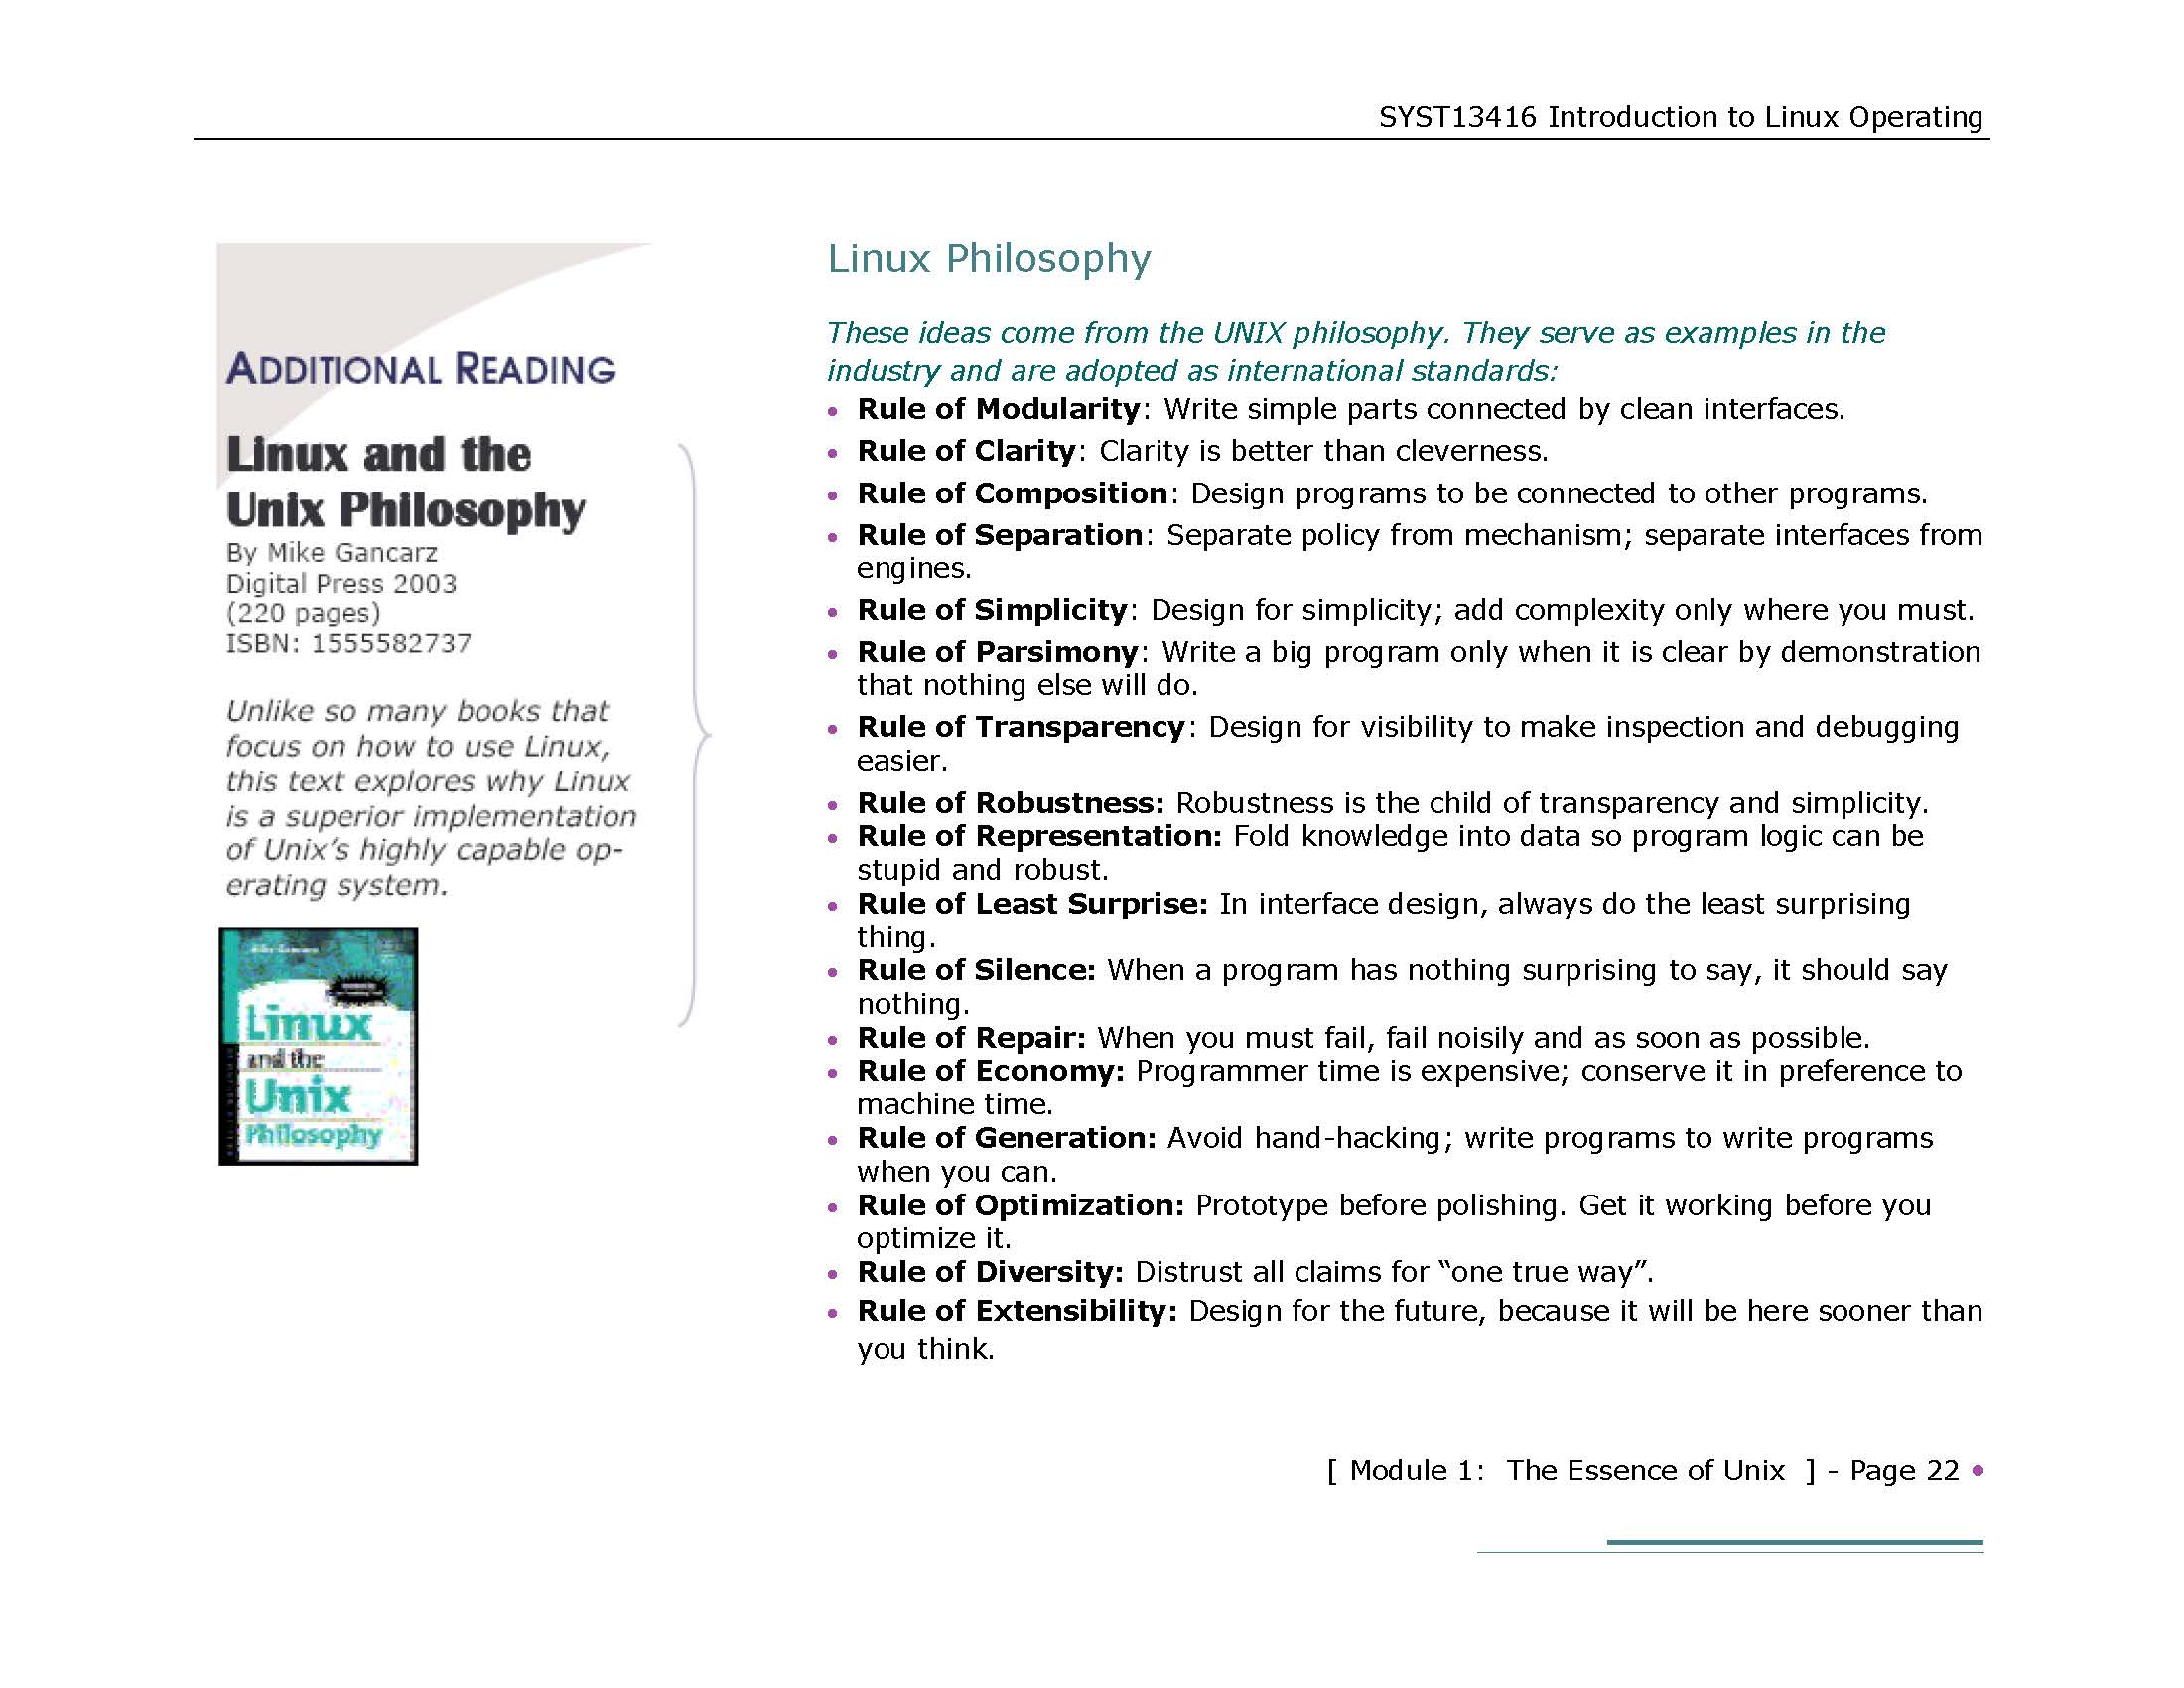 SYST13416 Introduction to Linux Operating
ADDITIONAL READING
Linux and the
Unix Philosophy
By Mike Gancarz
Digital Press 2003
(220 pages)
ISBN: 1555582737
Unlike so many books that
focus on how to use Linux,
this text explores why Linux
is a superior implementation
of Unix's highly capable op-
erating system.
Linux
and the
Unix
Philosophy
Linux Philosophy
These ideas come from the UNIX philosophy. They serve as examples in the
industry and are adopted as international standards:
• Rule of Modularity: Write simple parts connected by clean interfaces.
• Rule of Clarity: Clarity is better than cleverness.
• Rule of Composition: Design programs to be connected to other programs.
• Rule of Separation: Separate policy from mechanism; separate interfaces from
engines.
• Rule of Simplicity: Design for simplicity; add complexity only where you must.
• Rule of Parsimony: Write a big program only when it is clear by demonstration
that nothing else will do.
• Rule of Transparency: Design for visibility to make inspection and debugging
easier.
• Rule of Robustness: Robustness is the child of transparency and simplicity.
• Rule of Representation: Fold knowledge into data so program logic can be
stupid and robust.
• Rule of Least Surprise: In interface design, always do the least surprising
thing.
• Rule of Silence: When a program has nothing surprising to say, it should say
nothing.
• Rule of Repair: When you must fail, fail noisily and as soon as possible.
• Rule of Economy: Programmer time is expensive; conserve it in preference to
machine time.
• Rule of Generation: Avoid hand-hacking; write programs to write programs
when you can.
• Rule of Optimization: Prototype before polishing. Get it working before you
optimize it.
• Rule of Diversity: Distrust all claims for “one true way”.
• Rule of Extensibility: Design for the future, because it will be here sooner than
you think.
[ Module 1:  The Essence of Unix  ] - Page 22 •